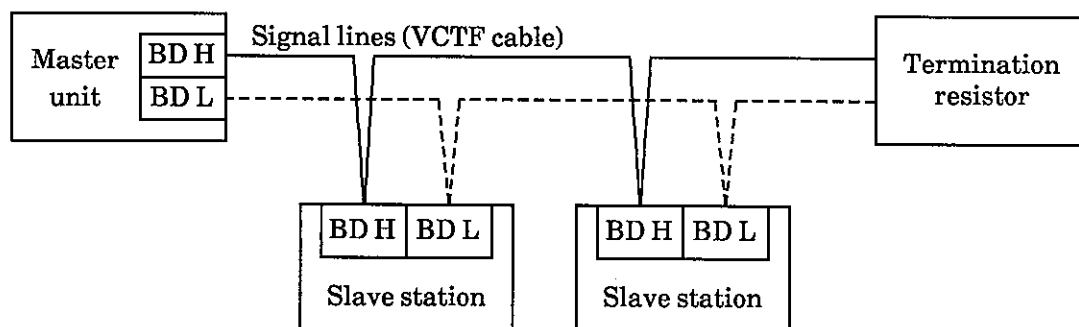 Signal lines (VCTF cable)
Master
unit
BD H
BD L
Termination
resistor
BD H
BD L
Slave station
BD H
BD L
Slave station